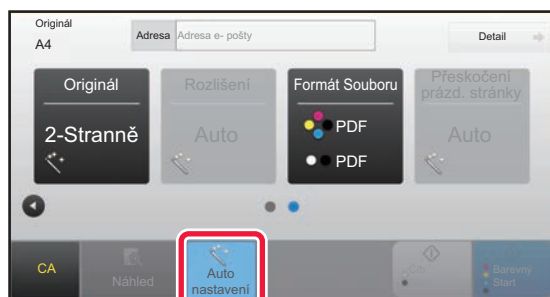 Originál
A4
Adresa
Adresa e- pošty
Detail
Originál
2-Stranně
Rozlišení
Auto
Formát Souboru
PDF
PDF
Přeskočení
prázd. stránky
Auto
CA
Náhled
Auto
nastavení
Barevný
Start